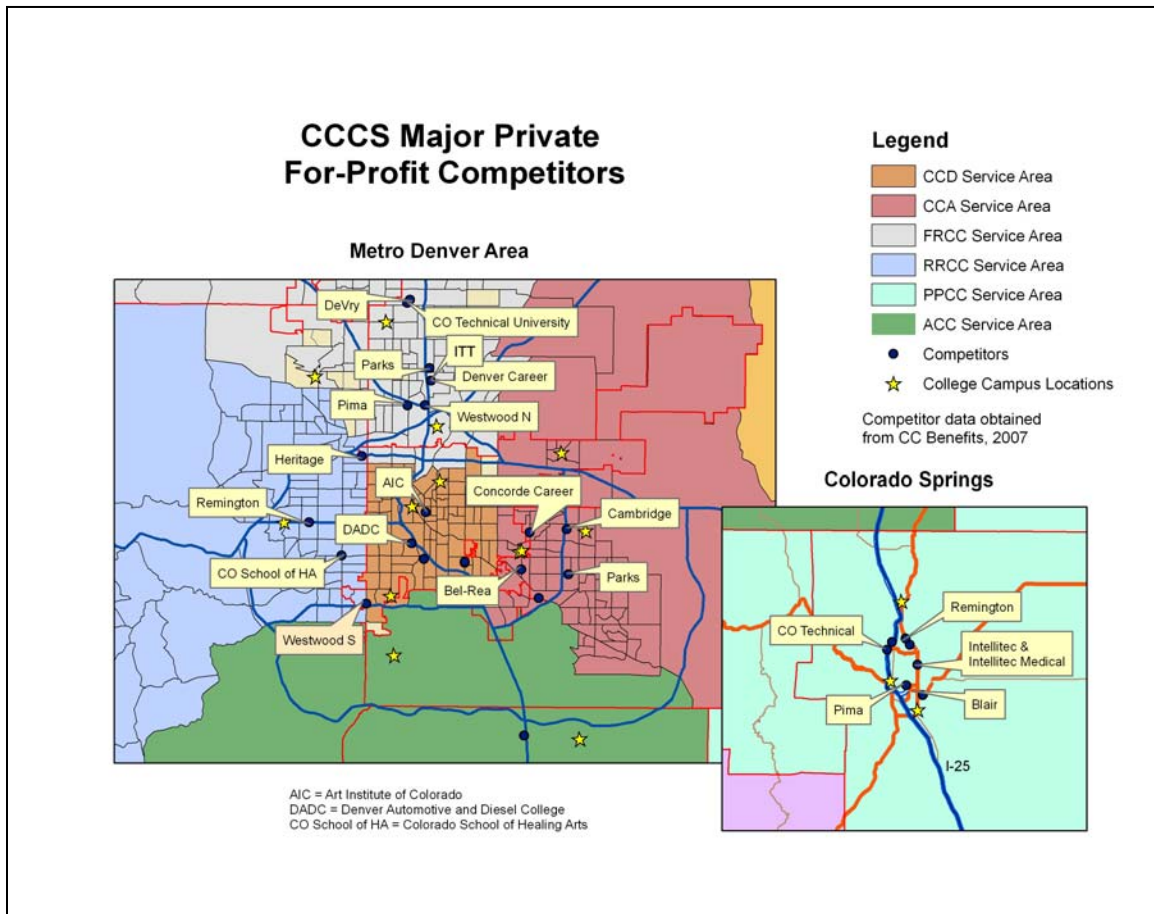 CCCS Major Private
For-Profit Competitors
Legend
CCD Service Area
CCA Service Area
FRCC Service Area
RRCC Service Area
PPCC Service Area
ACC Service Area
Competitors
College Campus Locations
Competitor data obtained
from CC Benefits, 2007
Metro Denver Area
DeVry
CO Technical University
ITT
Parks
Denver Career
Pima
Westwood N
Heritage
AIC
Concorde Career
Remington
Cambridge
DADC
CO School of HA
Bel-Rea
Parks
Westwood S
Colorado Springs
Remington
CO Technical
Intellitec &
Intellitec Medical
Pima
Blair
I-25
AIC = Art Institute of Colorado
DADC = Denver Automotive and Diesel College
CO School of HA = Colorado School of Healing Arts